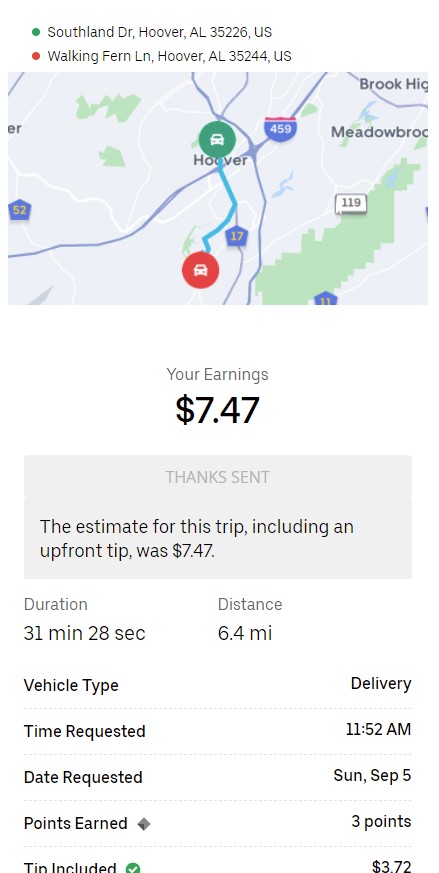 Southland Dr, Hoover, AL 35226, US
Walking Fern Ln, Hoover, AL 35244, US
Brook Hig
er
459
Meadowbroo
Hoover
52
119
17
11
Your Earnings
$7.47
THANKS SENT
The estimate for this trip, including an
upfront tip, was $7.47.
Duration
Distance
31 min 28 sec
6.4 mi
Vehicle Type
Delivery
Time Requested
11:52 AM
Date Requested
Sun, Sep 5
Points Earned
3 points
Tip Included
$3.72